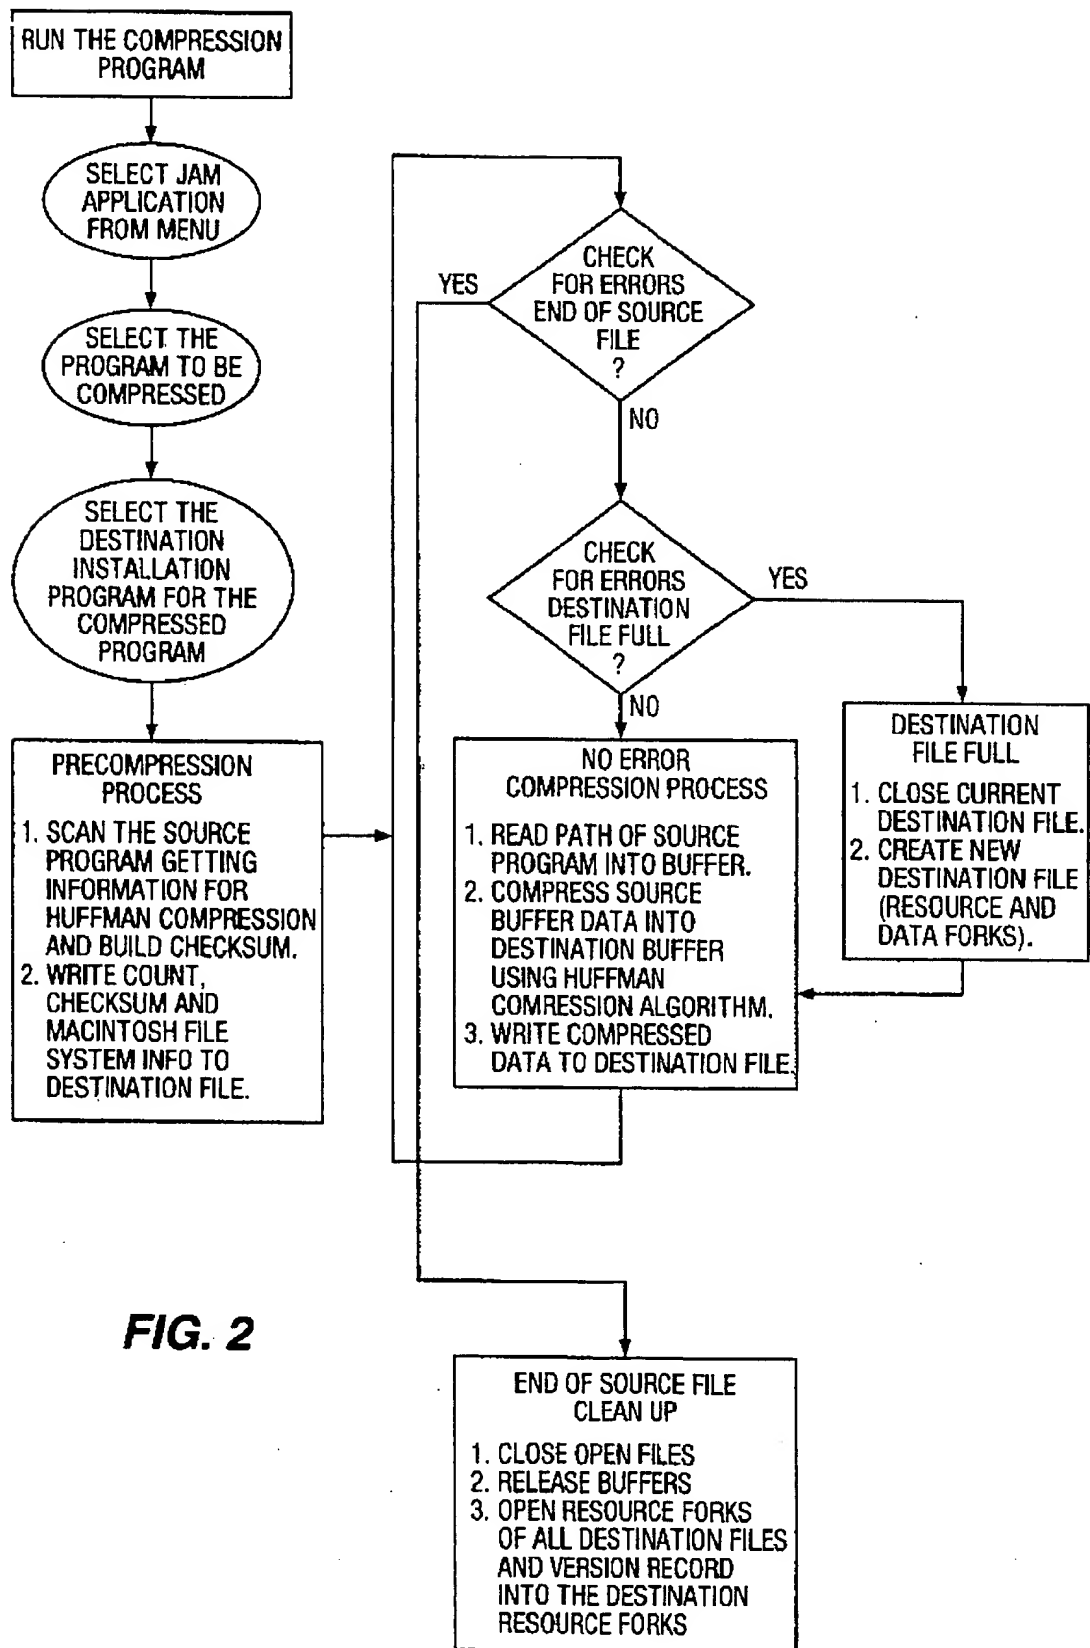 RUN THE COMPRESSION
PROGRAM
SELECT JAM
APPLICATION
FROM MENU
SELECT THE
PROGRAM TO BE
COMPRESSED
SELECT THE
DESTINATION
INSTALLATION
PROGRAM FOR THE
COMPRESSED
PROGRAM
PRECOMPRESSION
PROCESS
1. SCAN THE SOURCE
PROGRAM GETTING
INFORMATION FOR
HUFFMAN COMPRESSION
AND BUILD CHECKSUM.
2. WRITE COUNT,
CHECKSUM AND
MACINTOSH FILE
SYSTEM INFO TO
DESTINATION FILE.
CHECK
FOR ERRORS
END OF SOURCE
FILE
?
YES
NO
CHECK
FOR ERRORS
DESTINATION
FILE FULL
?
YES
NO
NO ERROR
COMPRESSION PROCESS
1. READ PATH OF SOURCE
PROGRAM INTO BUFFER.
2. COMPRESS SOURCE
BUFFER DATA INTO
DESTINATION BUFFER
USING HUFFMAN
COMRESSION ALGORITHM.
3. WRITE COMPRESSED
DATA TO DESTINATION FILE.
DESTINATION
FILE FULL
1. CLOSE CURRENT
DESTINATION FILE.
2. CREATE NEW
DESTINATION FILE
(RESOURCE AND
DATA FORKS).
END OF SOURCE FILE
CLEAN UP
1. CLOSE OPEN FILES
2. RELEASE BUFFERS
3. OPEN RESOURCE FORKS
OF ALL DESTINATION FILES
AND VERSION RECORD
INTO THE DESTINATION
RESOURCE FORKS
FIG. 2